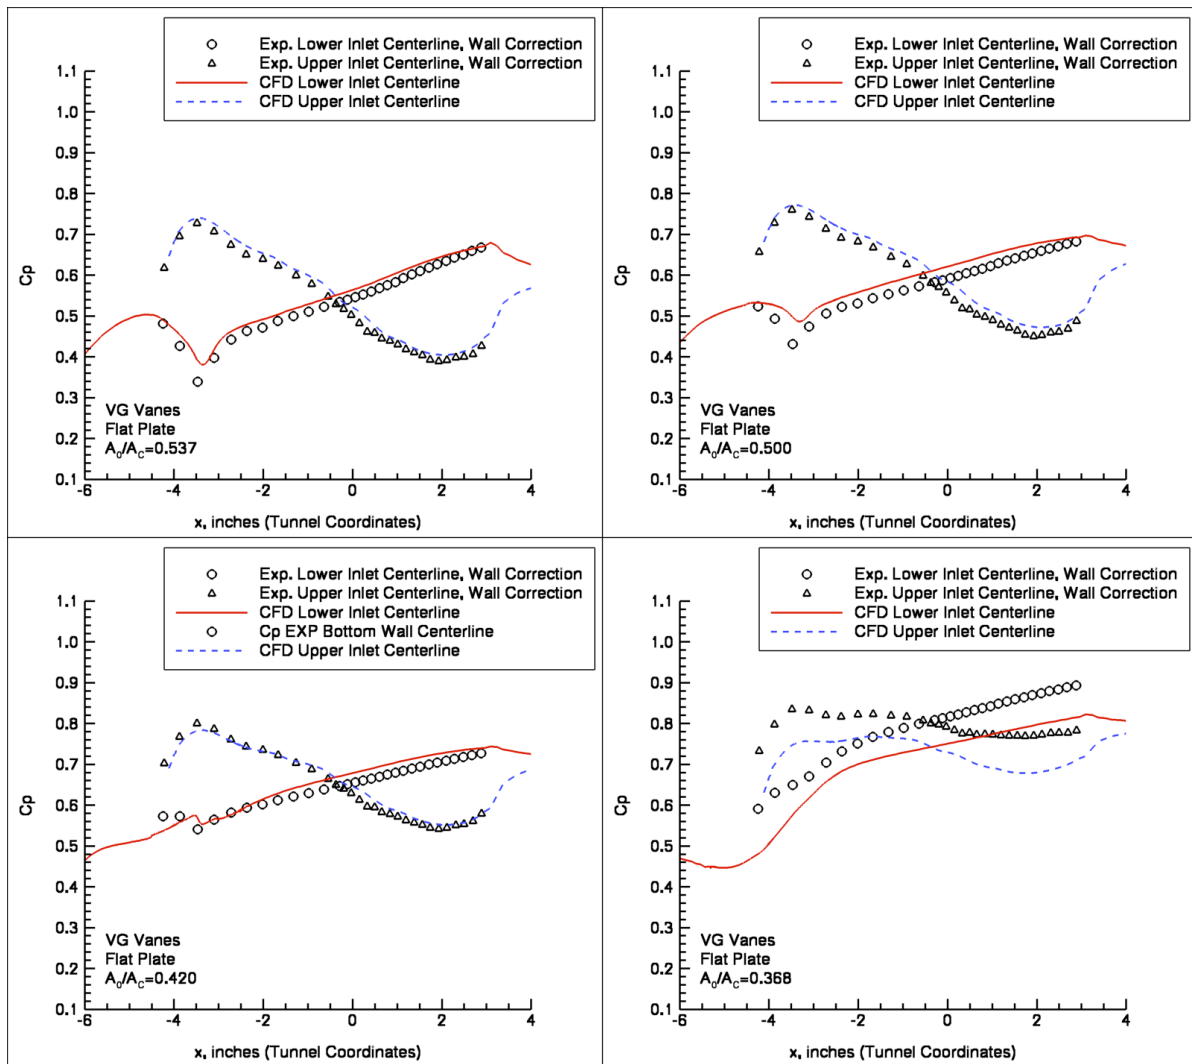 Exp. Lower Inlet Centerline, Wall Correction
Exp. Upper Inlet Centerline, Wall Correction
CFD Lower Inlet Centerline
CFD Upper Inlet Centerline
1.1
1.0
0.9
0.8
0.7
0.6
0.5
0.4
0.3
0.2
0.1
Cp
VG Vanes
Flat Plate
A₀/A_C=0.537
-6 -4 -2 0 2 4
x, inches (Tunnel Coordinates)
Exp. Lower Inlet Centerline, Wall Correction
Exp. Upper Inlet Centerline, Wall Correction
CFD Lower Inlet Centerline
CFD Upper Inlet Centerline
1.1
1.0
0.9
0.8
0.7
0.6
0.5
0.4
0.3
0.2
0.1
Cp
VG Vanes
Flat Plate
A₀/A_C=0.500
-6 -4 -2 0 2 4
x, inches (Tunnel Coordinates)
Exp. Lower Inlet Centerline, Wall Correction
Exp. Upper Inlet Centerline, Wall Correction
CFD Lower Inlet Centerline
Cp EXP Bottom Wall Centerline
CFD Upper Inlet Centerline
1.1
1.0
0.9
0.8
0.7
0.6
0.5
0.4
0.3
0.2
0.1
Cp
VG Vanes
Flat Plate
A₀/A_C=0.420
-6 -4 -2 0 2 4
x, inches (Tunnel Coordinates)
Exp. Lower Inlet Centerline, Wall Correction
Exp. Upper Inlet Centerline, Wall Correction
CFD Lower Inlet Centerline
CFD Upper Inlet Centerline
1.1
1.0
0.9
0.8
0.7
0.6
0.5
0.4
0.3
0.2
0.1
Cp
VG Vanes
Flat Plate
A₀/A_C=0.368
-6 -4 -2 0 2 4
x, inches (Tunnel Coordinates)